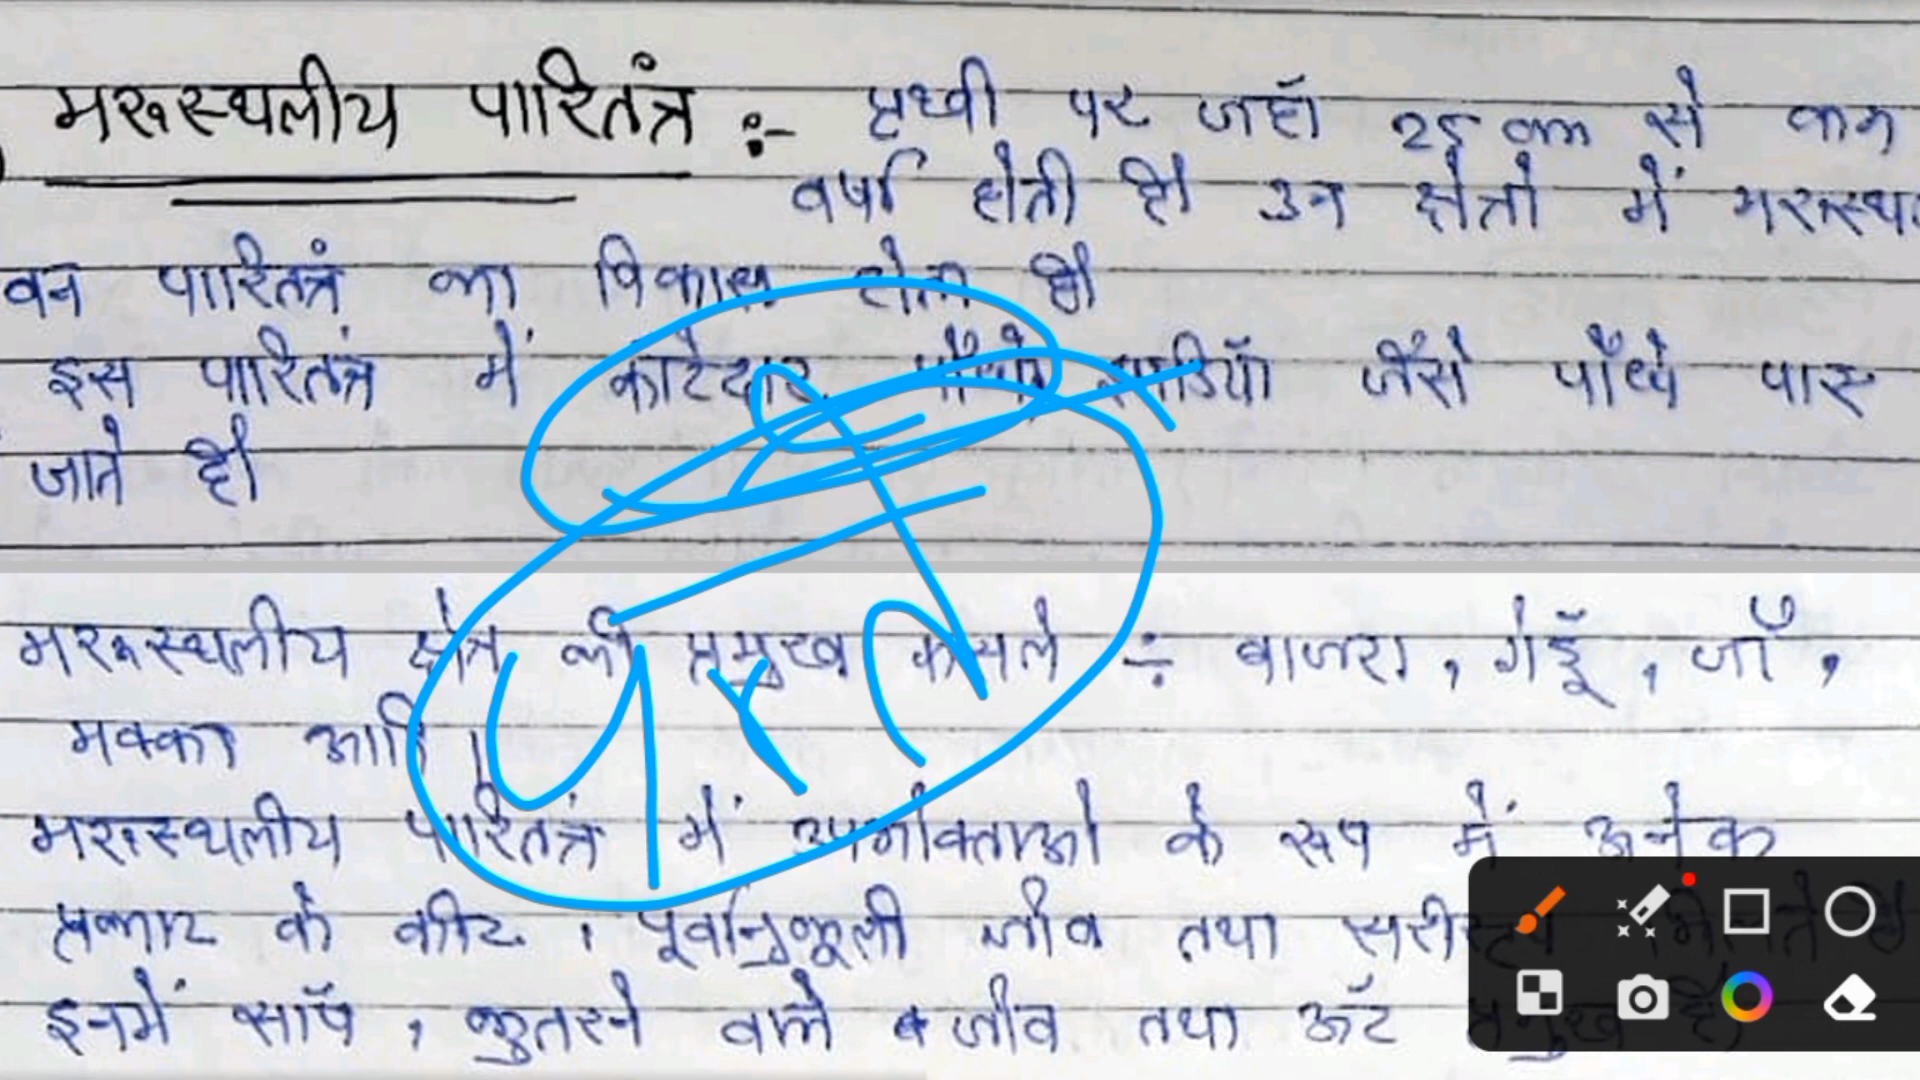 मरूस्थलीय पारितंत्र :- पृथ्वी पर जहाँ 25 cm से कम
वर्षा होती है। उन क्षेत्रो में मरुस्थ
वन पारितंत्रं का विकास होता है।
इस पारितंत्रं में काँटेदार पौधे झाडियाँ जैसे पौधे पाए
जाते है।
मरूस्थलीय क्षेत्र की प्रमुख फसले ÷ बाजरा, गेहूँ, जौ,
मक्का आदि।
मरुस्थलीय पारितंत्रं में उपभोक्ताओ के रूप में अनेक
प्रकार के कीट। पूर्वानुकूली जीव तथा
इनमें साँप, कुतरने वाले जीव तथा ऊँट प्रमुख है।